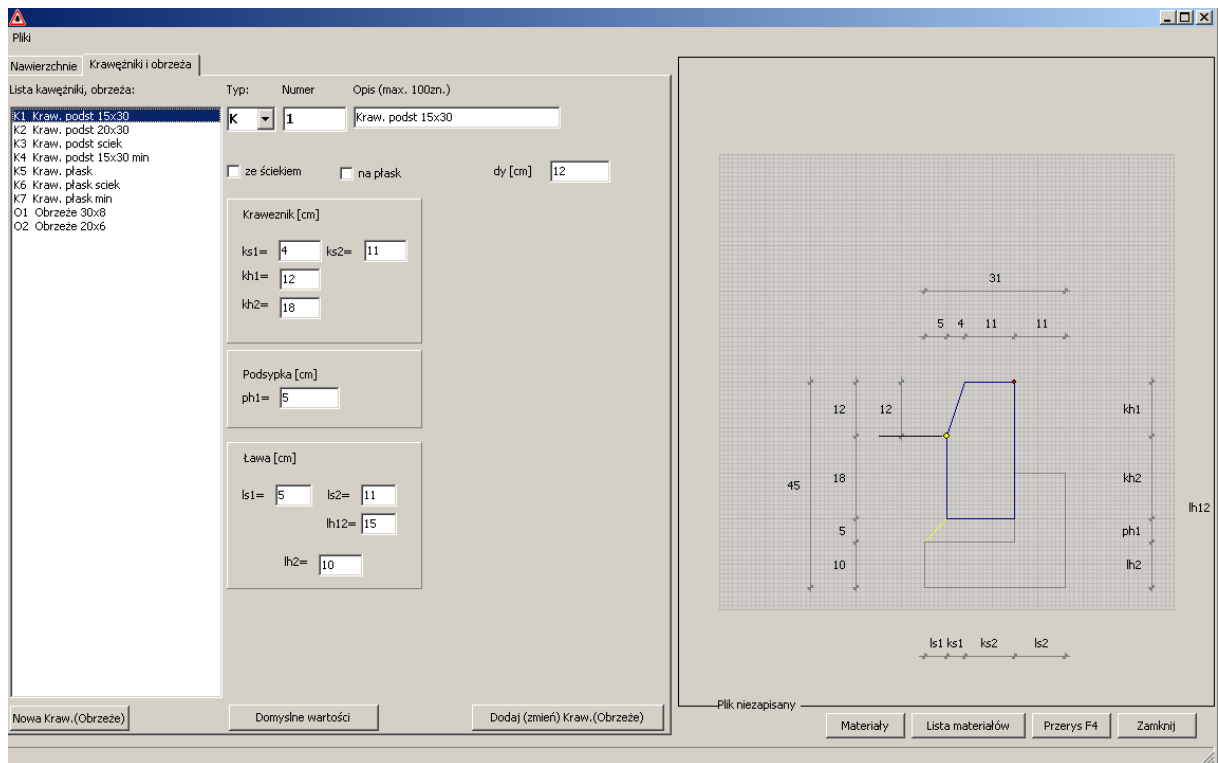 Pliki
Nawierzchnie Krawężniki i obrzeża
Lista kawężniki, obrzeża: Typ: Numer Opis (max. 100zn.)
K1 Kraw. podst 15x30
K2 Kraw. podst 20x30
K3 Kraw. podst sciek
K4 Kraw. podst 15x30 min
K5 Kraw. płask
K6 Kraw. płask sciek
K7 Kraw. płask min
O1 Obrzeże 30x8
O2 Obrzeże 20x6
K 1 Kraw. podst 15x30
ze ściekiem na płask dy [cm] 12
Kraweznik [cm]
ks1= 4 ks2= 11
kh1= 12
kh2= 18
Podsypka [cm]
ph1= 5
Ława [cm]
ls1= 5 ls2= 11
lh12= 15
lh2= 10
Nowa Kraw.(Obrzeże) Domyslne wartości Dodaj (zmień) Kraw.(Obrzeże)
31
5 4 11 11
12 12 kh1
45 18 kh2
lh12
5 ph1
10 lh2
ls1 ks1 ks2 ls2
Plik niezapisany
Materiały Lista materiałów Przerys F4 Zamknij